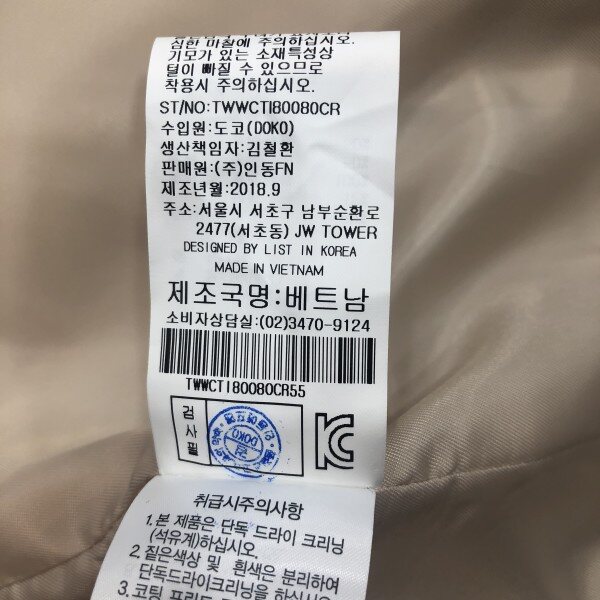 심한 마찰에 주의하십시오.
기모가 있는 소재특성상
털이 빠질 수 있으므로
착용시 주의하십시오.
ST/NO:TWWCTI80080CR
수입원:도코(DOKO)
생산책임자:김철환
판매원:(주)인동FN
제조년월:2018.9
주소:서울시 서초구 남부순환로
2477(서초동) JW TOWER
DESIGNED BY LIST IN KOREA
MADE IN VIETNAM
제조국명:베트남
소비자상담실:(02)3470-9124
TWWCTI80080CR55
검사필
DOKO
검
취급시주의사항
1.본 제품은 단독 드라이 크리닝
(석유계)하십시오.
2.짙은색상 및 흰색은 분리하여
단독드라이크리닝을 하여
3.코팅